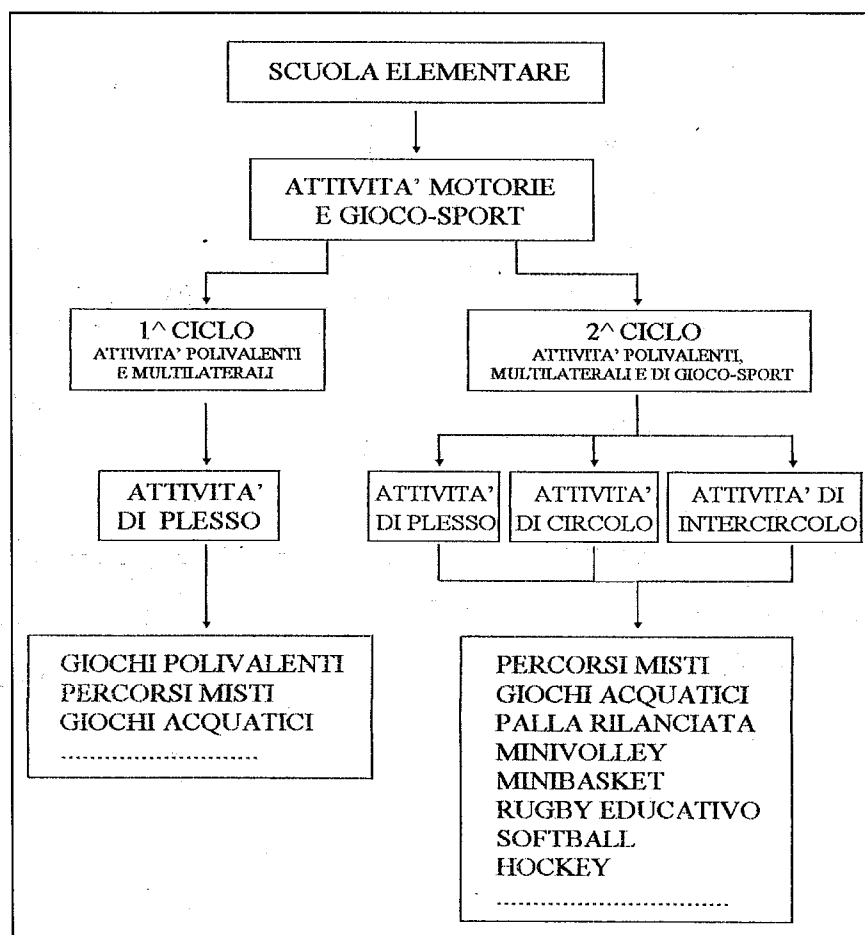 SCUOLA ELEMENTARE
ATTIVITA' MOTORIE
E GIOCO-SPORT
1^ CICLO
ATTIVITA' POLIVALENTI
E MULTILATERALI
2^ CICLO
ATTIVITA' POLIVALENTI,
MULTILATERALI E DI GIOCO-SPORT
ATTIVITA'
DI PLESSO
ATTIVITA'
DI PLESSO
ATTIVITA'
DI CIRCOLO
ATTIVITA' DI
INTERCIRCOLO
GIOCHI POLIVALENTI
PERCORSI MISTI
GIOCHI ACQUATICI
............................
PERCORSI MISTI
GIOCHI ACQUATICI
PALLA RILANCIATA
MINIVOLLEY
MINIBASKET
RUGBY EDUCATIVO
SOFTBALL
HOCKEY
.................................